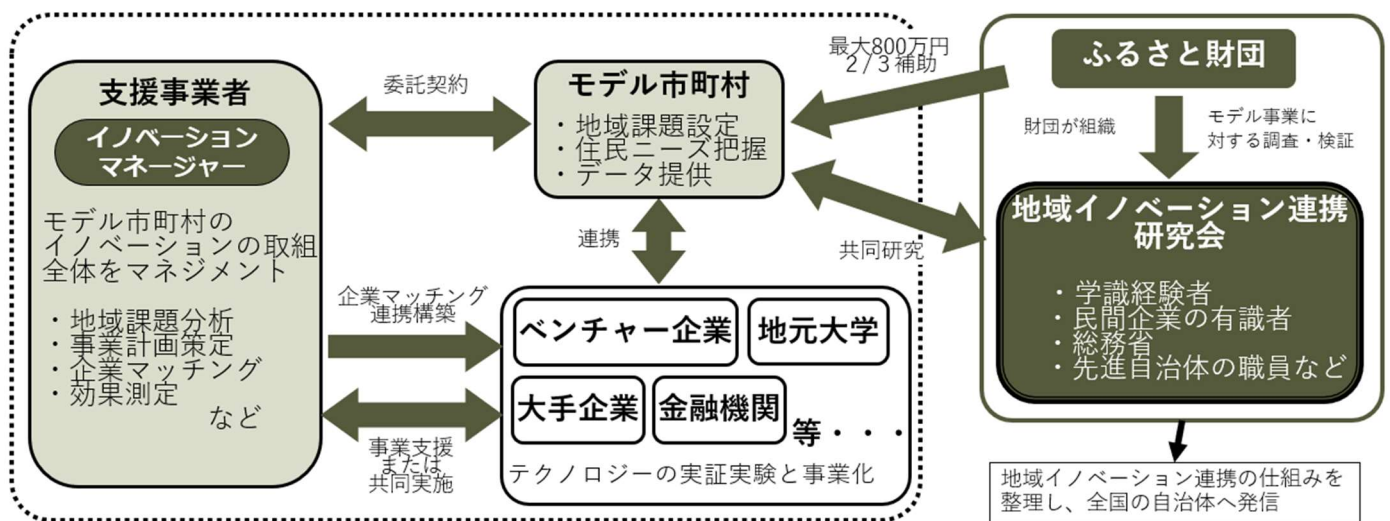 支援事業者
イノベーション
マネージャー
モデル市町村の
イノベーションの取組
全体をマネジメント
・地域課題分析
・事業計画策定
・企業マッチング
・効果測定
など
委託契約
モデル市町村
・地域課題設定
・住民ニーズ把握
・データ提供
連携
企業マッチング
連携構築
事業支援
または
共同実施
ベンチャー企業
地元大学
大手企業
金融機関
等・・・
テクノロジーの実証実験と事業化
最大800万円
2/3補助
共同研究
ふるさと財団
財団が組織
モデル事業に
対する調査・検証
地域イノベーション連携
研究会
・学識経験者
・民間企業の有識者
・総務省
・先進自治体の職員など
地域イノベーション連携の仕組みを
整理し、全国の自治体へ発信